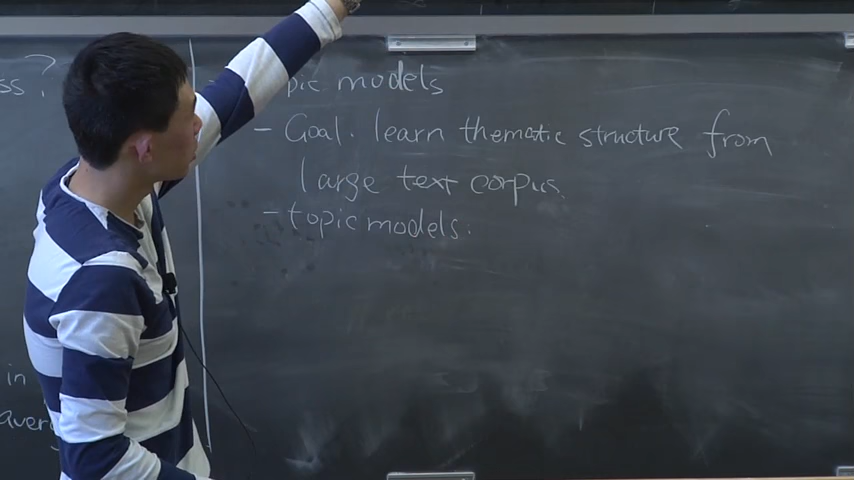 ss?
in
aver
pic models
- Goal. learn thematic structure from
large text corpus.
- topic models.